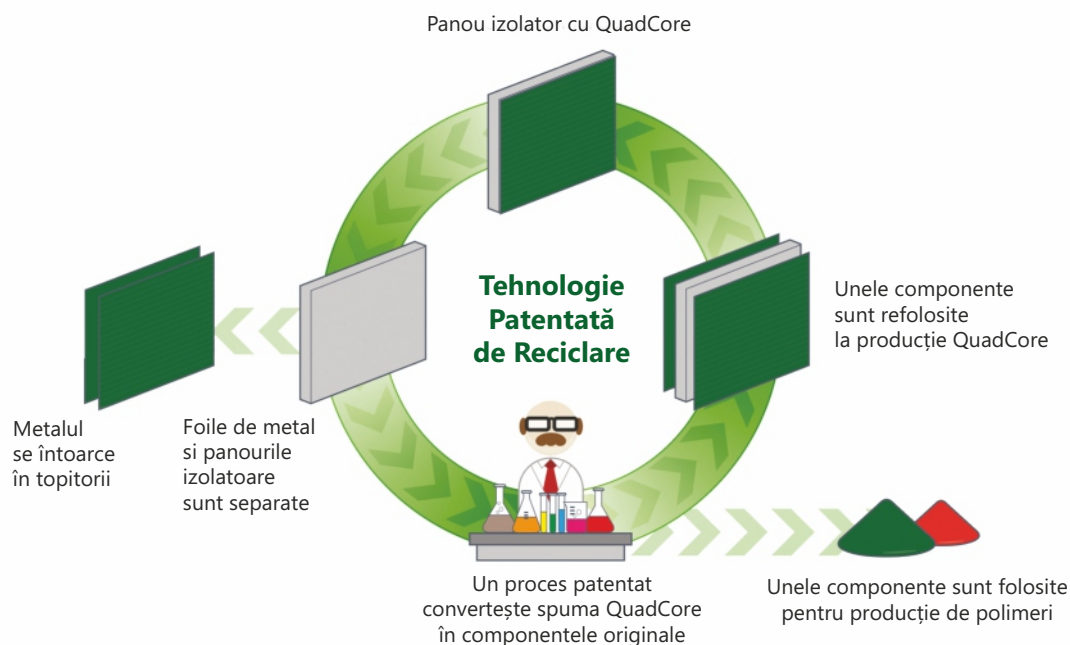 Panou izolator cu QuadCore
Tehnologie
Patentată
de Reciclare
Unele componente
sunt refolosite
la producție QuadCore
Metalul
se întoarce
în topitorii
Foile de metal
si panourile
izolatoare
sunt separate
Un proces patentat
convertește spuma QuadCore
în componentele originale
Unele componente sunt folosite
pentru producție de polimeri